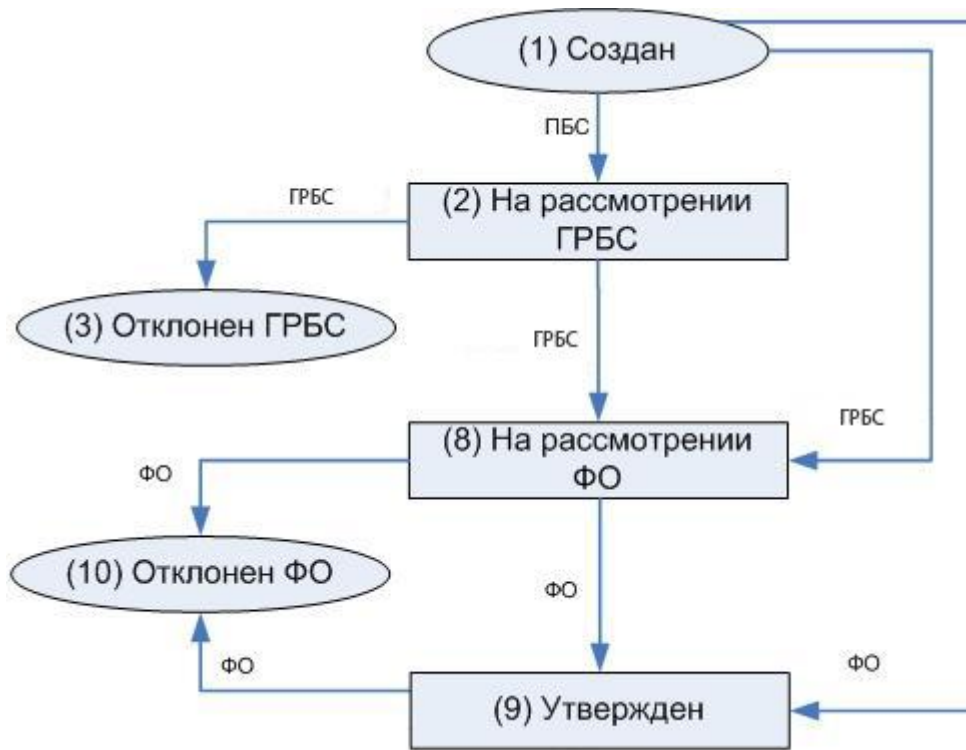 (1) Создан
ПБС
ГРБС
(2) На рассмотрении
ГРБС
(3) Отклонен ГРБС
ГРБС
ГРБС
(8) На рассмотрении
ФО
ФО
(10) Отклонен ФО
ФО
ФО
ФО
(9) Утвержден